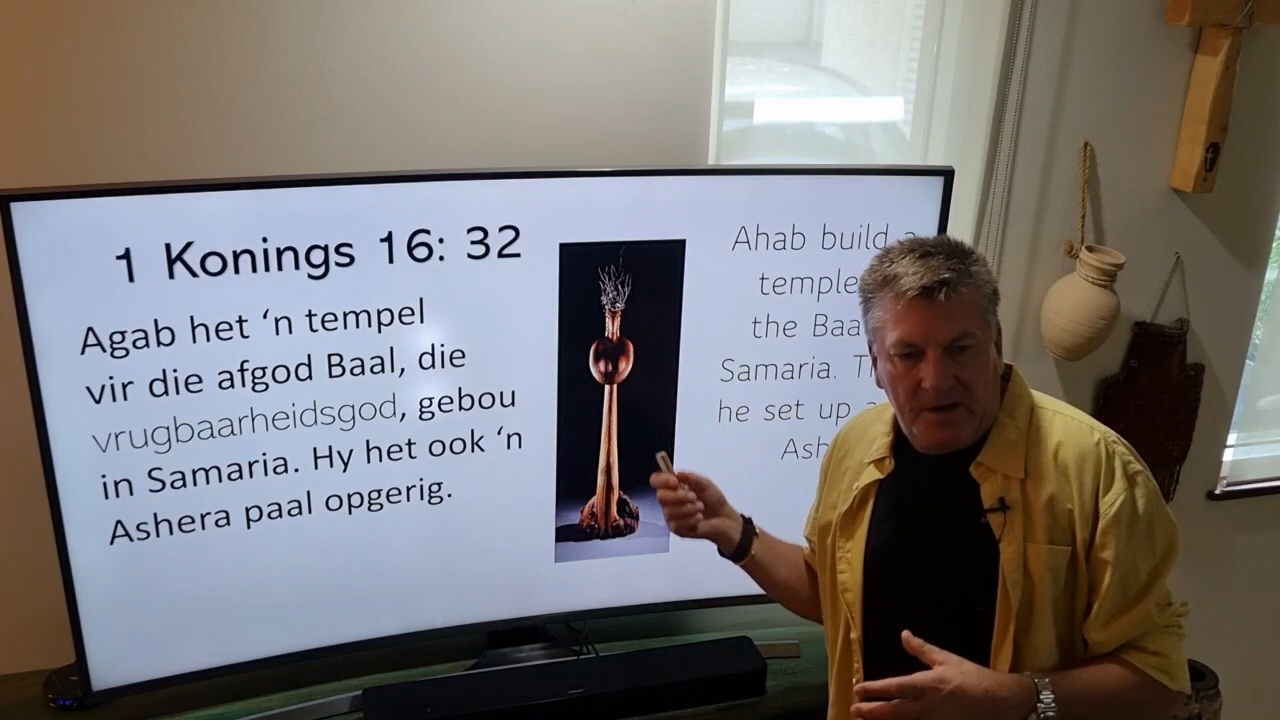 1 Konings 16: 32
Agab het ‘n tempel
vir die afgod Baal, die
vrugbaarheidsgod, gebou
in Samaria. Hy het ook ‘n
Ashera paal opgerig.
Ahab build a
temple
the Baa
Samaria.
he set up
Ash